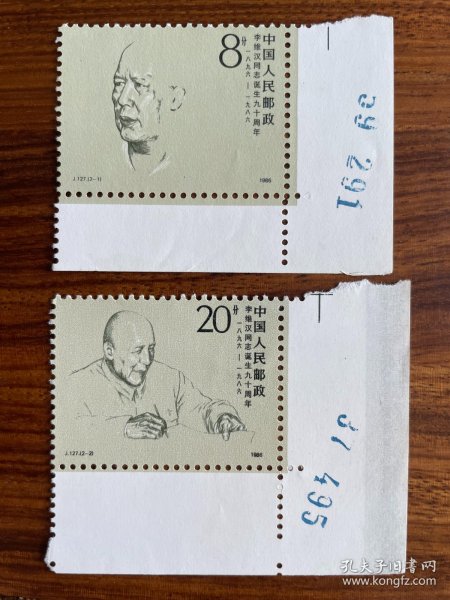 8分
中国人民邮政
李维汉同志诞生九十周年
一八九六—一九八六
J.127.(2-1)
1986
39 291
20分
中国人民邮政
李维汉同志诞生九十周年
一八九六—一九八六
J.127.(2-2)
1986
37 495
孔夫子旧书网
www.kongfz.com